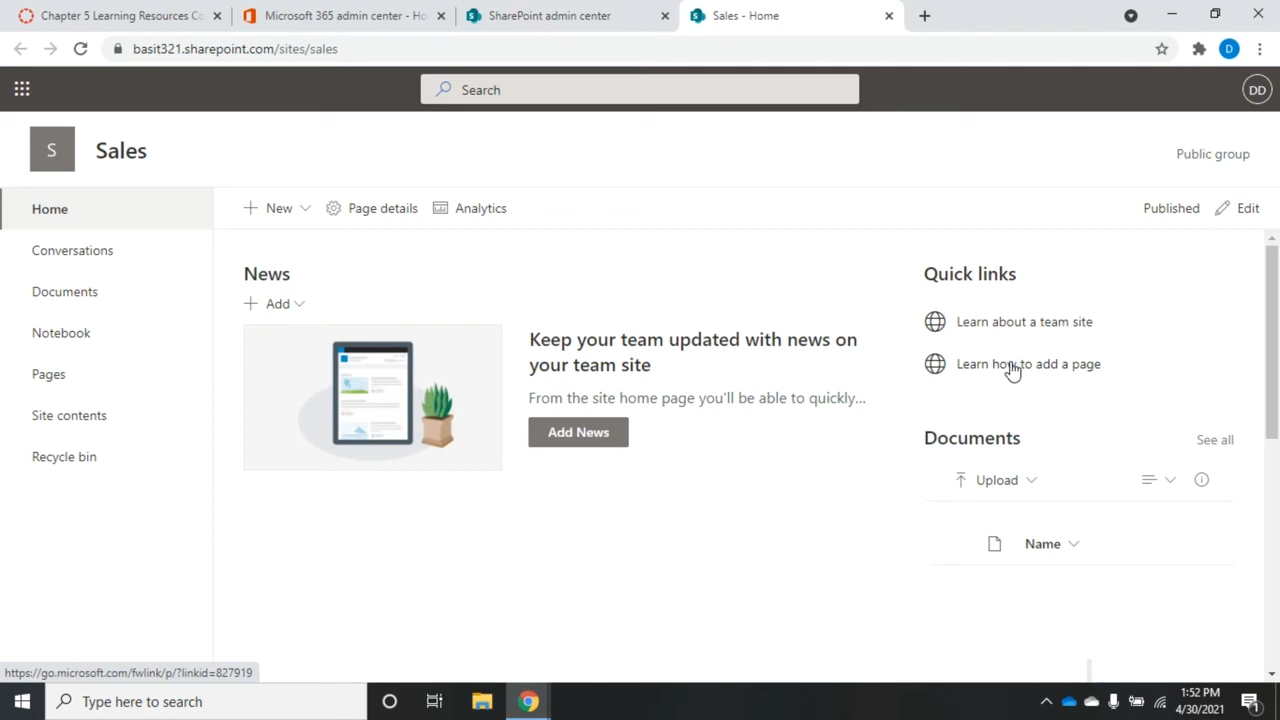 Chapter 5 Learning Resources Co
Microsoft 365 admin center - Ho
SharePoint admin center
Sales - Home
basit321.sharepoint.com/sites/sales
D
Search
DD
S
Sales
Public group
Home
New
Page details
Analytics
Published
Edit
Conversations
Documents
Notebook
Pages
Site contents
Recycle bin
News
Add
Keep your team updated with news on
your team site
From the site home page you'll be able to quickly...
Add News
Quick links
Learn about a team site
Learn how to add a page
Documents
See all
Upload
Name
https://go.microsoft.com/fwlink/p/?linkid=827919
Type here to search
1:52 PM
4/30/2021
1